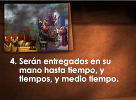 4. Serán entregados en su
mano hasta tiempo, y
tiempos, y medio tiempo.